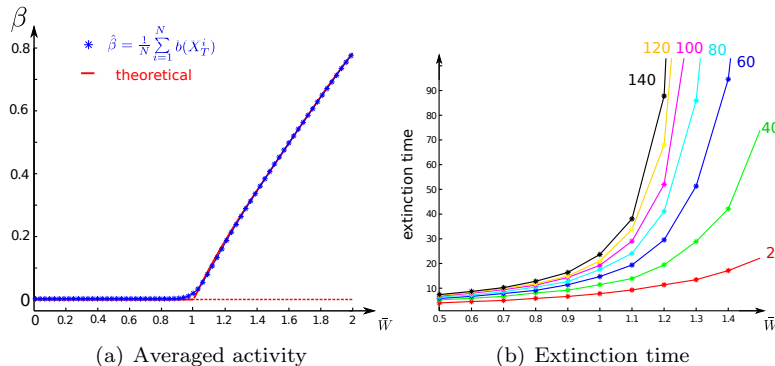 β
0.8
0.6
0.4
0.2
0
* β̂ = 1/N ∑_{i=1}^{N} b(X_T^i)
theoretical
0 0.2 0.4 0.6 0.8 1 1.2 1.4 1.6 1.8 2
W̄
(a) Averaged activity
extinction time
90
80
70
60
50
40
30
20
10
140
120
100
80
60
40
2
0.5 0.6 0.7 0.8 0.9 1 1.1 1.2 1.3 1.4
W̄
(b) Extinction time